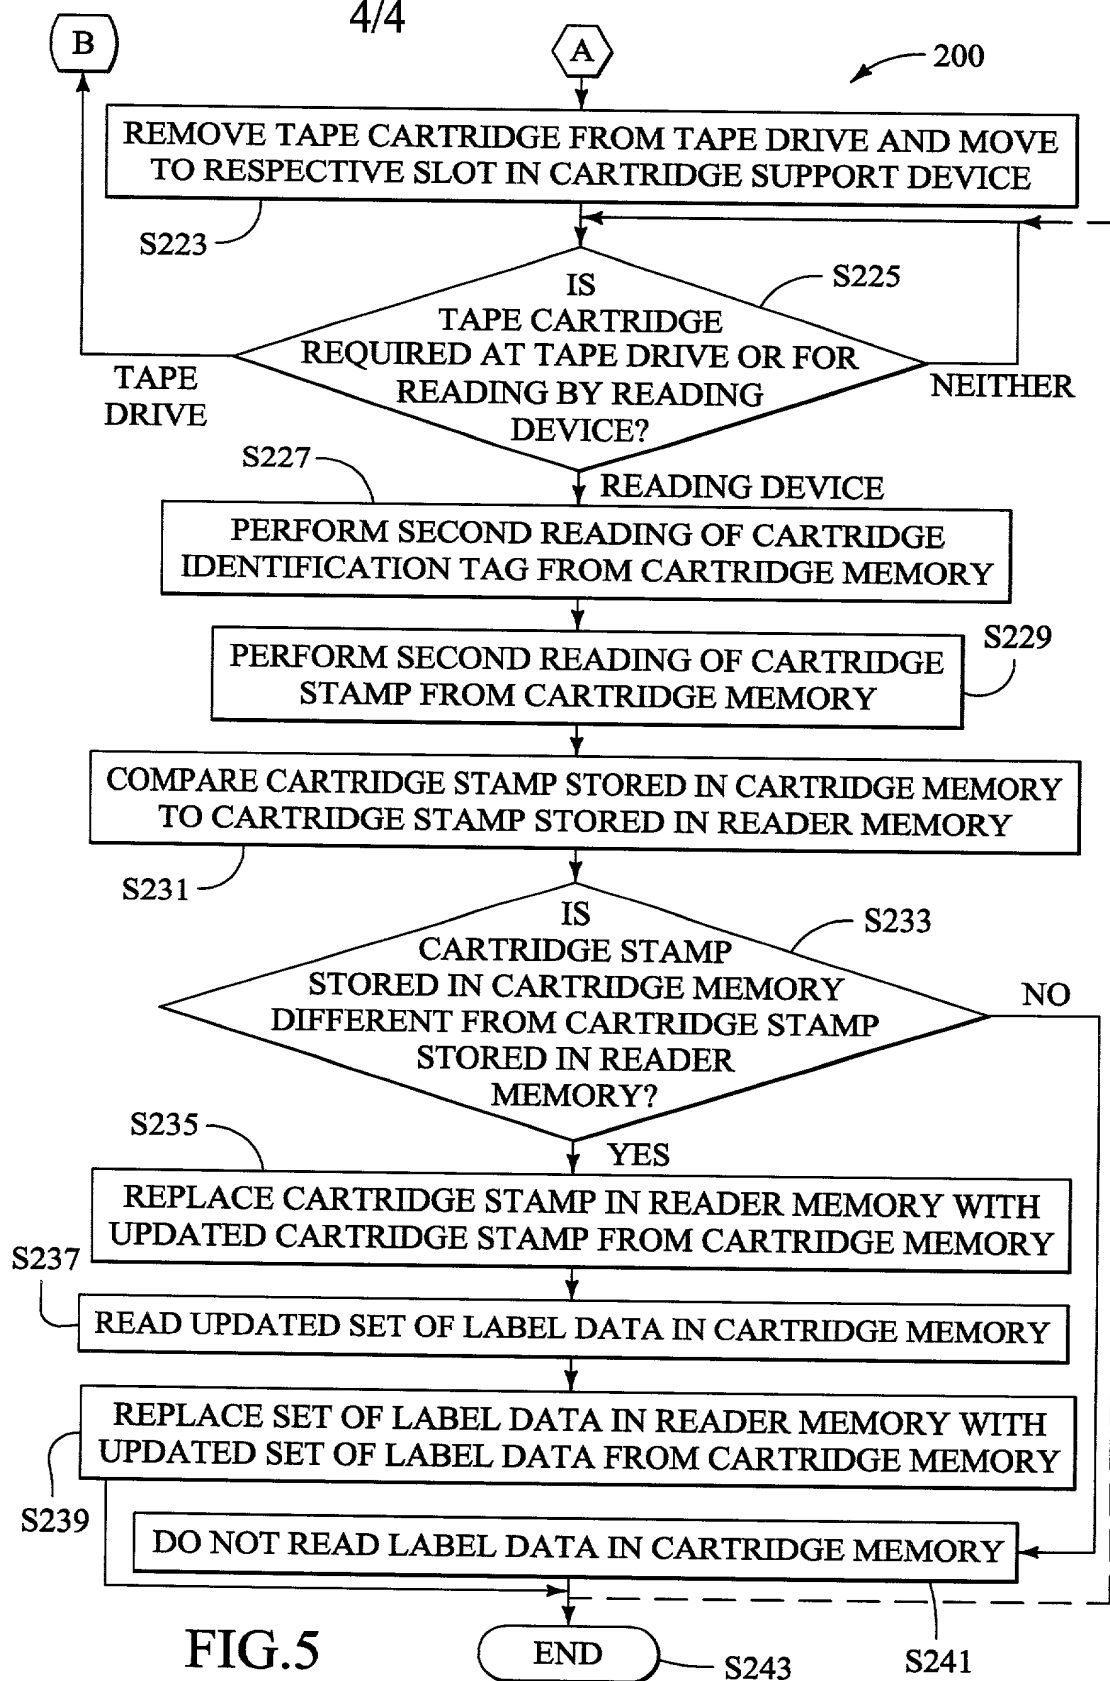 4/4
B
A
200
REMOVE TAPE CARTRIDGE FROM TAPE DRIVE AND MOVE
TO RESPECTIVE SLOT IN CARTRIDGE SUPPORT DEVICE
S223
S225
IS
TAPE CARTRIDGE
REQUIRED AT TAPE DRIVE OR FOR
READING BY READING
DEVICE?
TAPE
DRIVE
NEITHER
S227
READING DEVICE
PERFORM SECOND READING OF CARTRIDGE
IDENTIFICATION TAG FROM CARTRIDGE MEMORY
S229
PERFORM SECOND READING OF CARTRIDGE
STAMP FROM CARTRIDGE MEMORY
COMPARE CARTRIDGE STAMP STORED IN CARTRIDGE MEMORY
TO CARTRIDGE STAMP STORED IN READER MEMORY
S231
S233
IS
CARTRIDGE STAMP
STORED IN CARTRIDGE MEMORY
DIFFERENT FROM CARTRIDGE STAMP
STORED IN READER
MEMORY?
NO
S235
YES
REPLACE CARTRIDGE STAMP IN READER MEMORY WITH
UPDATED CARTRIDGE STAMP FROM CARTRIDGE MEMORY
S237
READ UPDATED SET OF LABEL DATA IN CARTRIDGE MEMORY
REPLACE SET OF LABEL DATA IN READER MEMORY WITH
UPDATED SET OF LABEL DATA FROM CARTRIDGE MEMORY
S239
DO NOT READ LABEL DATA IN CARTRIDGE MEMORY
S241
END
S243
FIG.5